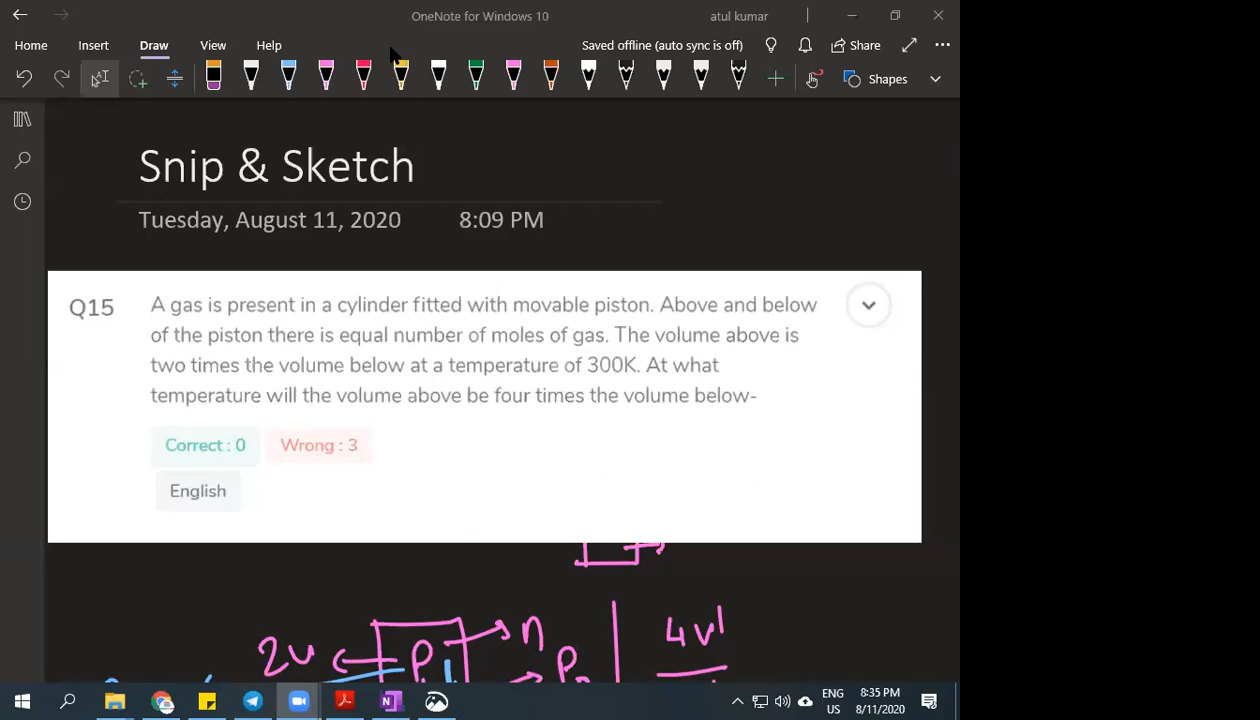 OneNote for Windows 10
atul kumar
Home Insert Draw View Help
Saved offline (auto sync is off)
Share
Shapes
Snip & Sketch
Tuesday, August 11, 2020 8:09 PM
Q15
A gas is present in a cylinder fitted with movable piston. Above and below
of the piston there is equal number of moles of gas. The volume above is
two times the volume below at a temperature of 300K. At what
temperature will the volume above be four times the volume below-
Correct : 0 Wrong : 3
English
2v P1 n
4v'
ENG
US
8:35 PM
8/11/2020